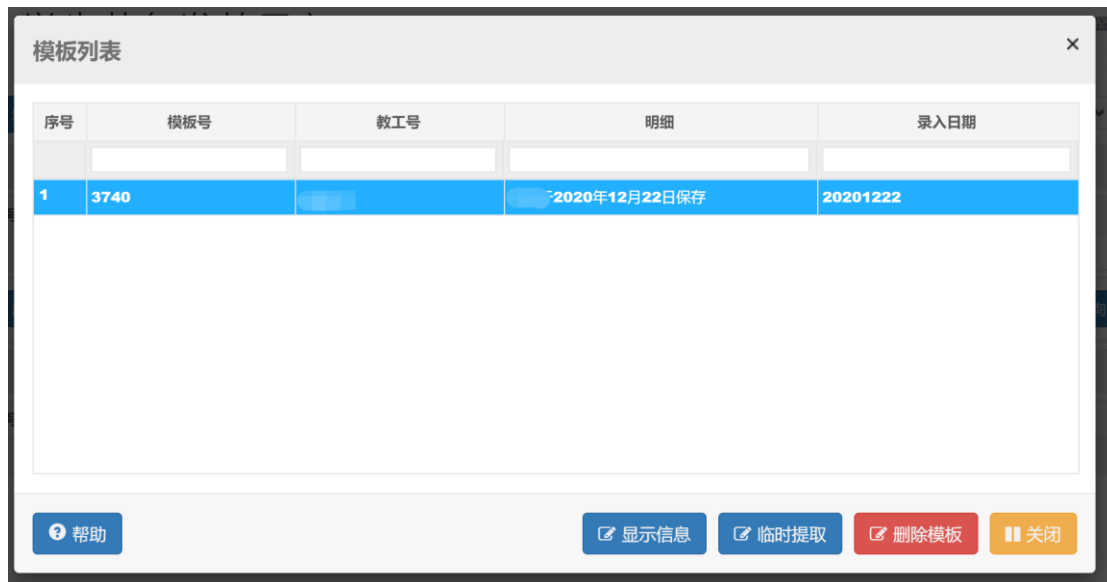 模板列表 ×
序号 模板号 教工号 明细 录入日期
1 3740 2020年12月22日保存 20201222
帮助 显示信息 临时提取 删除模板 关闭